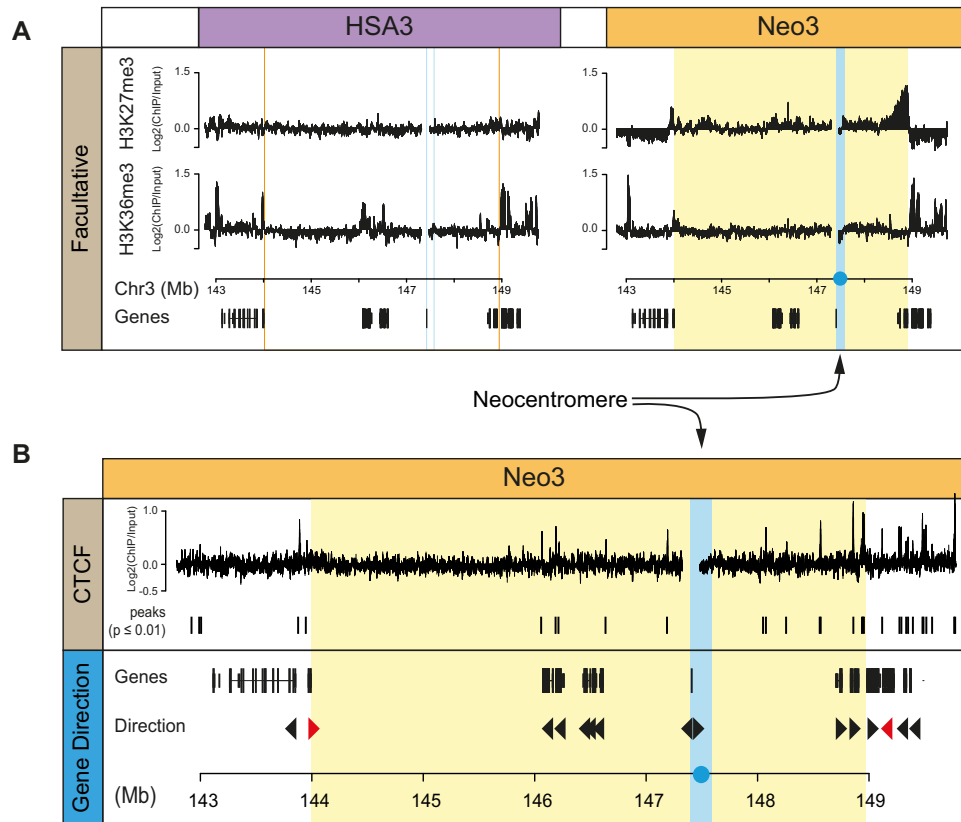 A
HSA3
Neo3
Facultative
H3K27me3
Log2(ChIP/Input)
1.5
0.0
1.5
0.0
H3K36me3
Log2(ChIP/Input)
1.5
0.0
1.5
0.0
Chr3 (Mb)
143 145 147 149
143 145 147 149
Genes
Neocentromere
B
Neo3
CTCF
Log2(ChIP/Input)
1.0
0.0
-0.5
peaks
(p ≤ 0.01)
Gene Direction
Genes
Direction
(Mb)
143 144 145 146 147 148 149